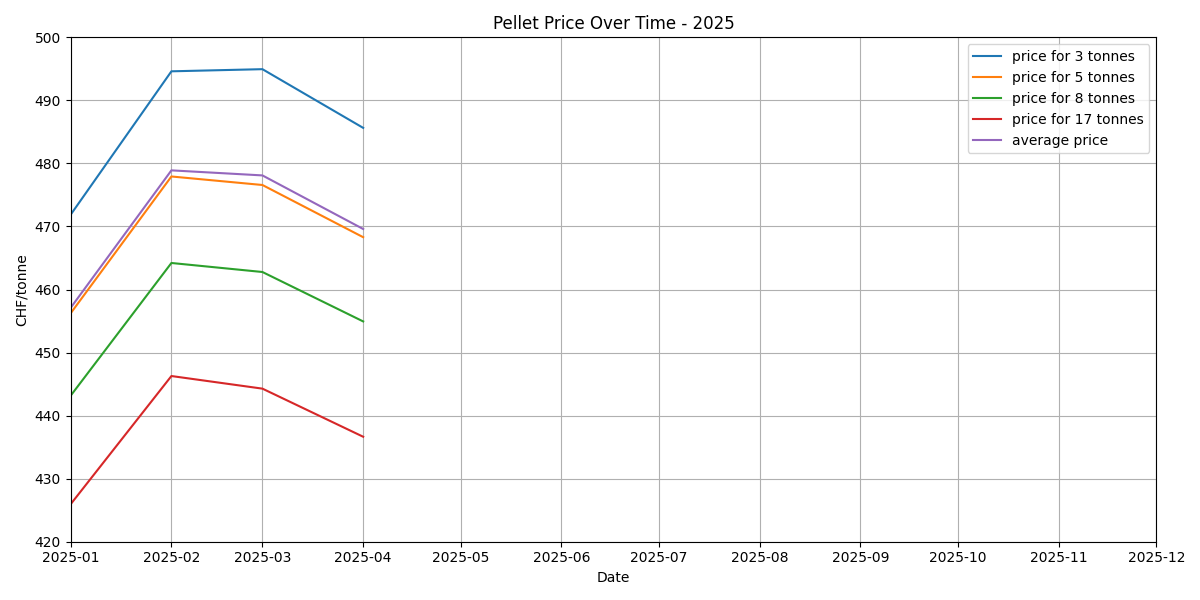 Pellet Price Over Time - 2025
500
490
480
470
460
450
440
430
420
CHF/tonne
price for 3 tonnes
price for 5 tonnes
price for 8 tonnes
price for 17 tonnes
average price
2025-01 2025-02 2025-03 2025-04 2025-05 2025-06 2025-07 2025-08 2025-09 2025-10 2025-11 2025-12
Date